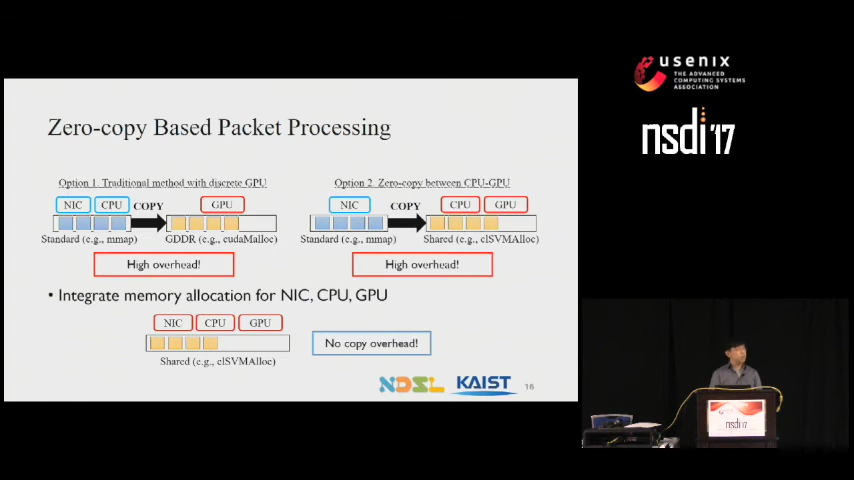 usenix
THE ADVANCED
COMPUTING SYSTEMS
ASSOCIATION
nsdi '17
Zero-copy Based Packet Processing
Option 1. Traditional method with discrete GPU
NIC CPU COPY GPU
Standard (e.g., mmap) GDDR (e.g., cudaMalloc)
High overhead!
Option 2. Zero-copy between CPU-GPU
NIC COPY CPU GPU
Standard (e.g., mmap) Shared (e.g., clSVMAlloc)
High overhead!
• Integrate memory allocation for NIC, CPU, GPU
NIC CPU GPU
No copy overhead!
Shared (e.g., clSVMAlloc)
NDSL KAIST 16
nsdi'17